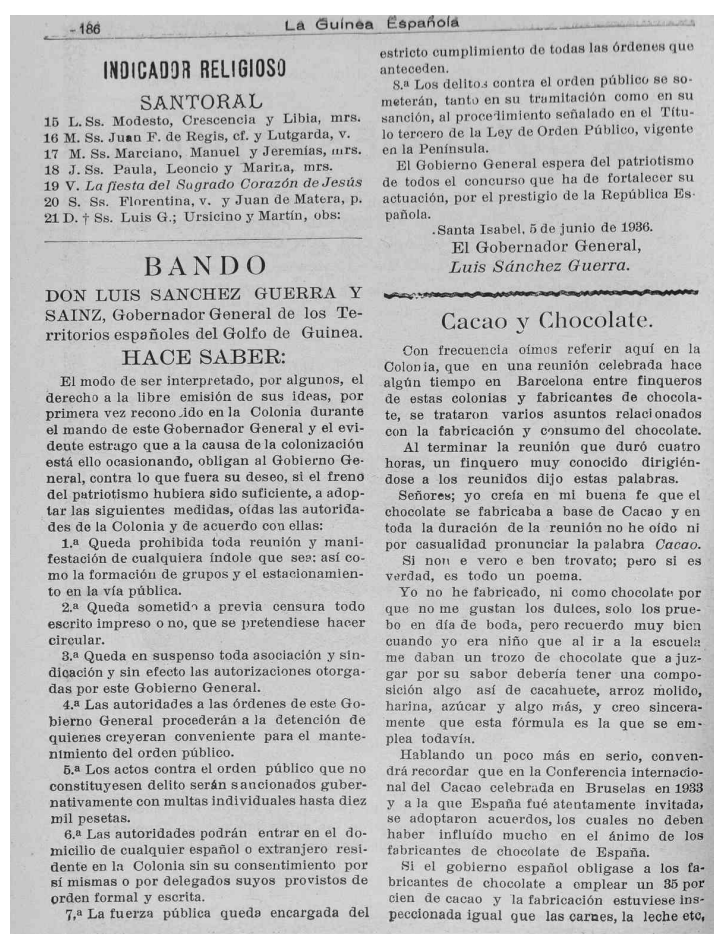 - 186
La Guinea Española
INDICADOR RELIGIOSO
SANTORAL
15 L. Ss. Modesto, Crescencia y Libia, mrs.
16 M. Ss. Juan F. de Regis, cf. y Lutgarda, v.
17 M. Ss. Marciano, Manuel y Jeremías, mrs.
18 J. Ss. Paula, Leoncio y Marina, mrs.
19 V. La fiesta del Sagrado Corazón de Jesús
20 S. Ss. Florentina, v. y Juan de Matera, p.
21 D. † Ss. Luis G.; Ursicino y Martín, obs:
BANDO
DON LUIS SANCHEZ GUERRA Y
SAINZ, Gobernador General de los Te-
rritorios españoles del Golfo de Guinea.
HACE SABER:
El modo de ser interpretado, por algunos, el
derecho a la libre emisión de sus ideas, por
primera vez reconocido en la Colonia durante
el mando de este Gobernador General y el evi-
dente estrago que a la causa de la colonización
está ello ocasionando, obligan al Gobierno Ge-
neral, contra lo que fuera su deseo, si el freno
del patriotismo hubiera sido suficiente, a adop-
tar las siguientes medidas, oídas las autorida-
des de la Colonia y de acuerdo con ellas:
1.ª Queda prohibida toda reunión y mani-
festación de cualquiera índole que sea: así co-
mo la formación de grupos y el estacionamien-
to en la vía pública.
2.ª Queda sometido a previa censura todo
escrito impreso o no, que se pretendiese hacer
circular.
3.ª Queda en suspenso toda asociación y sin-
dicación y sin efecto las autorizaciones otorga-
das por este Gobierno General.
4.ª Las autoridades a las órdenes de este Go-
bierno General procederán a la detención de
quienes creyeran conveniente para el mante-
nimiento del orden público.
5.ª Los actos contra el orden público que no
constituyesen delito serán sancionados guber-
nativamente con multas individuales hasta diez
mil pesetas.
6.ª Las autoridades podrán entrar en el do-
micilio de cualquier español o extranjero resi-
dente en la Colonia sin su consentimiento por
sí mismas o por delegados suyos provistos de
orden formal y escrita.
7,ª La fuerza pública queda encargada del
estricto cumplimiento de todas las órdenes que
anteceden.
8.ª Los delitos contra el orden público se so-
meterán, tanto en su tramitación como en su
sanción, al procedimiento señalado en el Títu-
lo tercero de la Ley de Orden Público, vigente
en la Península.
El Gobierno General espera del patriotismo
de todos el concurso que ha de fortalecer su
actuación, por el prestigio de la República Es-
pañola.
.Santa Isabel, 5 de junio de 1936.
El Gobernador General,
Luis Sánchez Guerra.
Cacao y Chocolate.
Con frecuencia oímos referir aquí en la
Colonia, que en una reunión celebrada hace
algún tiempo en Barcelona entre finqueros
de estas colonias y fabricantes de chocola-
te, se trataron varios asuntos relacionados
con la fabricación y consumo del chocolate.
Al terminar la reunión que duró cuatro
horas, un finquero muy conocido dirigién-
dose a los reunidos dijo estas palabras.
Señores; yo creía en mi buena fe que el
chocolate se fabricaba a base de Cacao y en
toda la duración de la reunión no he oído ni
por casualidad pronunciar la palabra Cacao.
Si non e vero e ben trovato; pero si es
verdad, es todo un poema.
Yo no he fabricado, ni como chocolate por
que no me gustan los dulces, solo los prue-
bo en día de boda, pero recuerdo muy bien
cuando yo era niño que al ir a la escuela
me daban un trozo de chocolate que a juz-
gar por su sabor debería tener una compo-
sición algo así de cacahuete, arroz molido,
harina, azúcar y algo más, y creo sincera-
mente que esta fórmula es la que se em-
plea todavía.
Hablando un poco más en serio, conven-
drá recordar que en la Conferencia internacio-
nal del Cacao celebrada en Bruselas en 1933
y a la que España fué atentamente invitada,
se adoptaron acuerdos, los cuales no deben
haber influído mucho en el ánimo de los
fabricantes de chocolate de España.
Si el gobierno español obligase a los fa-
bricantes de chocolate a emplear un 35 por
cien de cacao y la fabricación estuviese ins-
peccionada igual que las carnes, la leche etc,